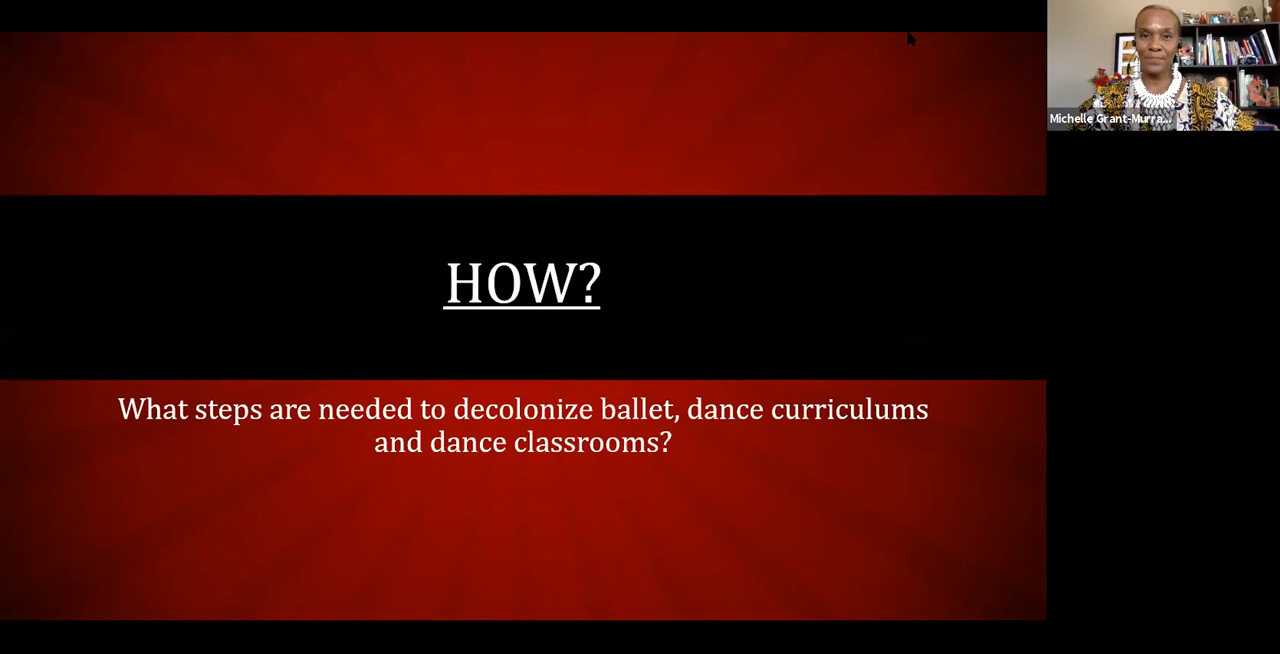 HOW?
What steps are needed to decolonize ballet, dance curriculums
and dance classrooms?
Michelle Grant-Murra...